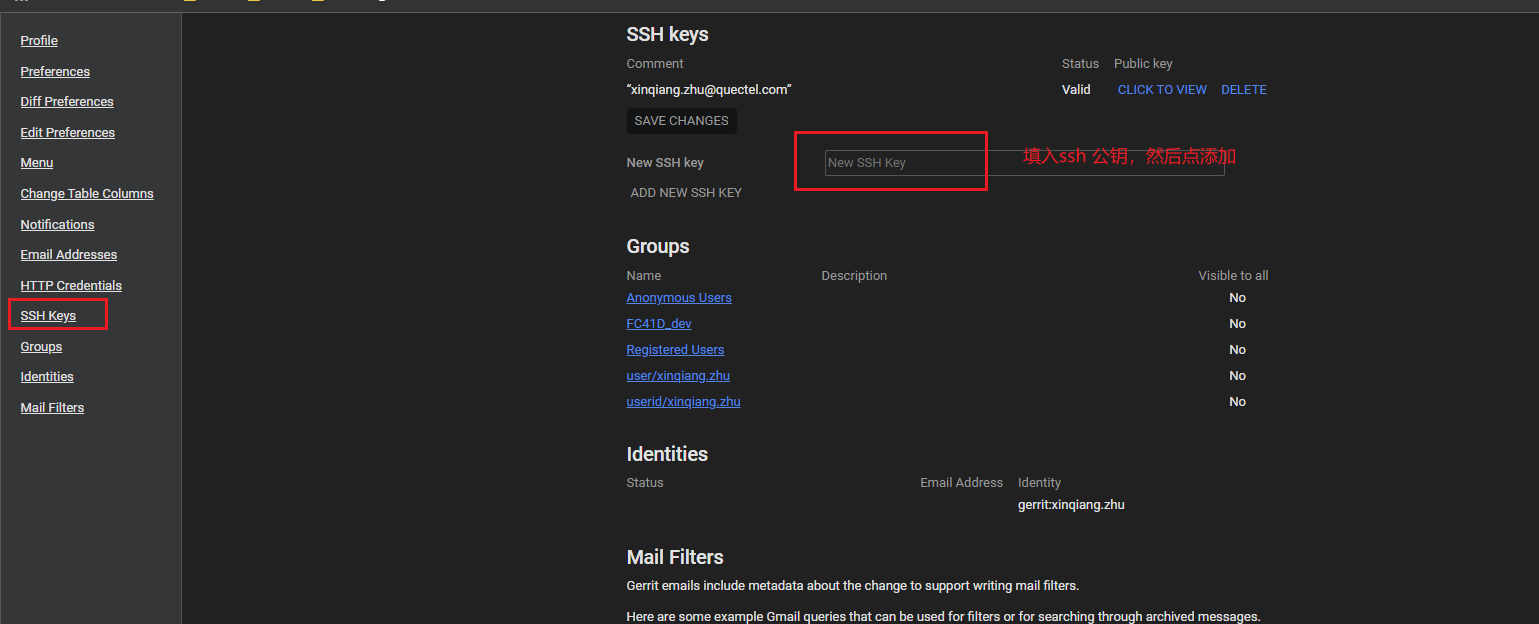 Profile
Preferences
Diff Preferences
Edit Preferences
Menu
Change Table Columns
Notifications
Email Addresses
HTTP Credentials
SSH Keys
Groups
Identities
Mail Filters
SSH keys
Comment Status Public key
"xinqiang.zhu@quectel.com" Valid CLICK TO VIEW DELETE
SAVE CHANGES
New SSH key New SSH Key 填入ssh 公钥，然后点添加
ADD NEW SSH KEY
Groups
Name Description Visible to all
Anonymous Users No
FC41D_dev No
Registered Users No
user/xinqiang.zhu No
userid/xinqiang.zhu No
Identities
Status Email Address Identity
gerrit:xinqiang.zhu
Mail Filters
Gerrit emails include metadata about the change to support writing mail filters.
Here are some example Gmail queries that can be used for filters or for searching through archived messages.